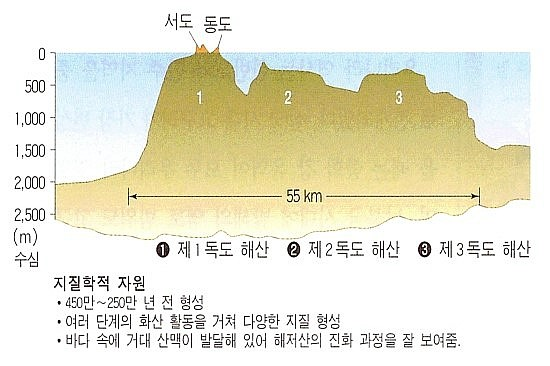 서도 동도
0
500
1
2
3
1,000
1,500
2,000
55 km
2,500
(m)
수심
❶ 제1독도 해산 ❷ 제2독도 해산 ❸ 제3독도 해산
지질학적 자원
• 450만~250만 년 전 형성
• 여러 단계의 화산 활동을 거쳐 다양한 지질 형성
• 바다 속에 거대 산맥이 발달해 있어 해저산의 진화 과정을 잘 보여줌.